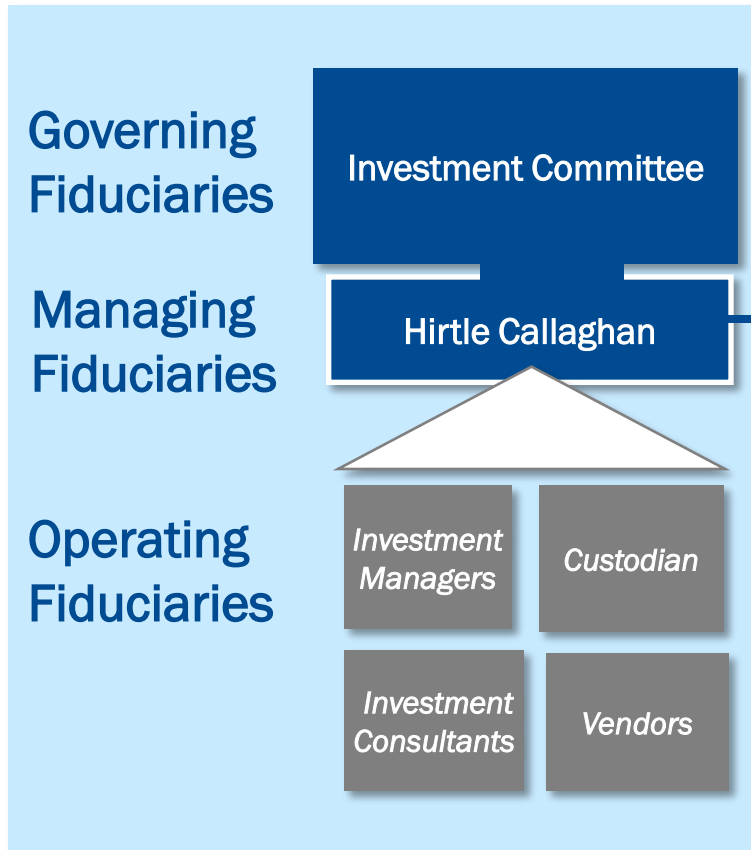 Governing
Fiduciaries
Investment Committee
Managing
Fiduciaries
Hirtle Callaghan
Operating
Fiduciaries
Investment
Managers
Custodian
Investment
Consultants
Vendors